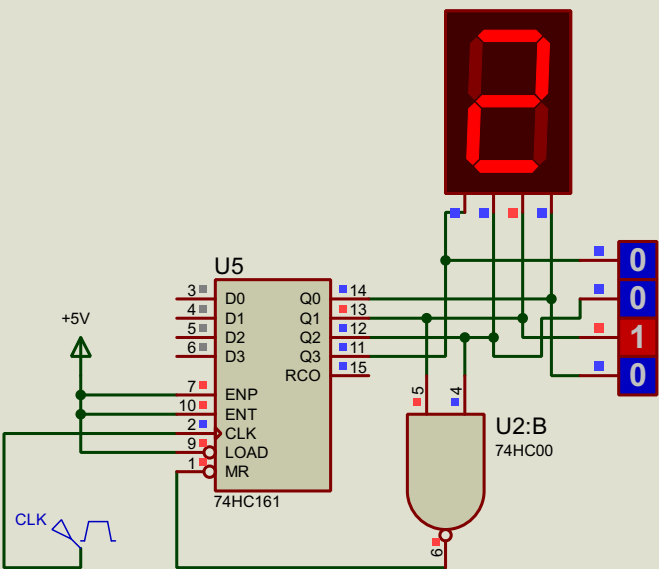 2
0
0
1
0
U5
+5V
3 D0 Q0 14
4 D1 Q1 13
5 D2 Q2 12
6 D3 Q3 11
RCO 15
7 ENP
10 ENT
2 CLK
9 LOAD
1 MR
74HC161
5 4
U2:B
74HC00
6
CLK